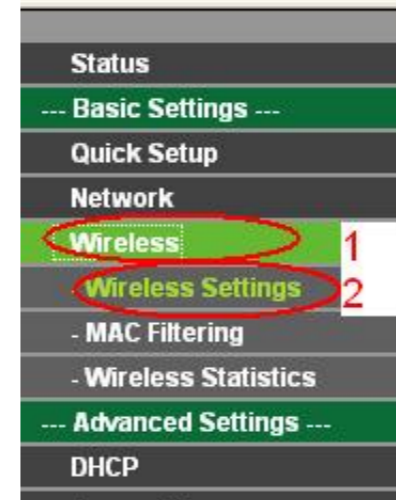 Status
--- Basic Settings ---
Quick Setup
Network
Wireless 1
- Wireless Settings 2
- MAC Filtering
- Wireless Statistics
--- Advanced Settings ---
DHCP